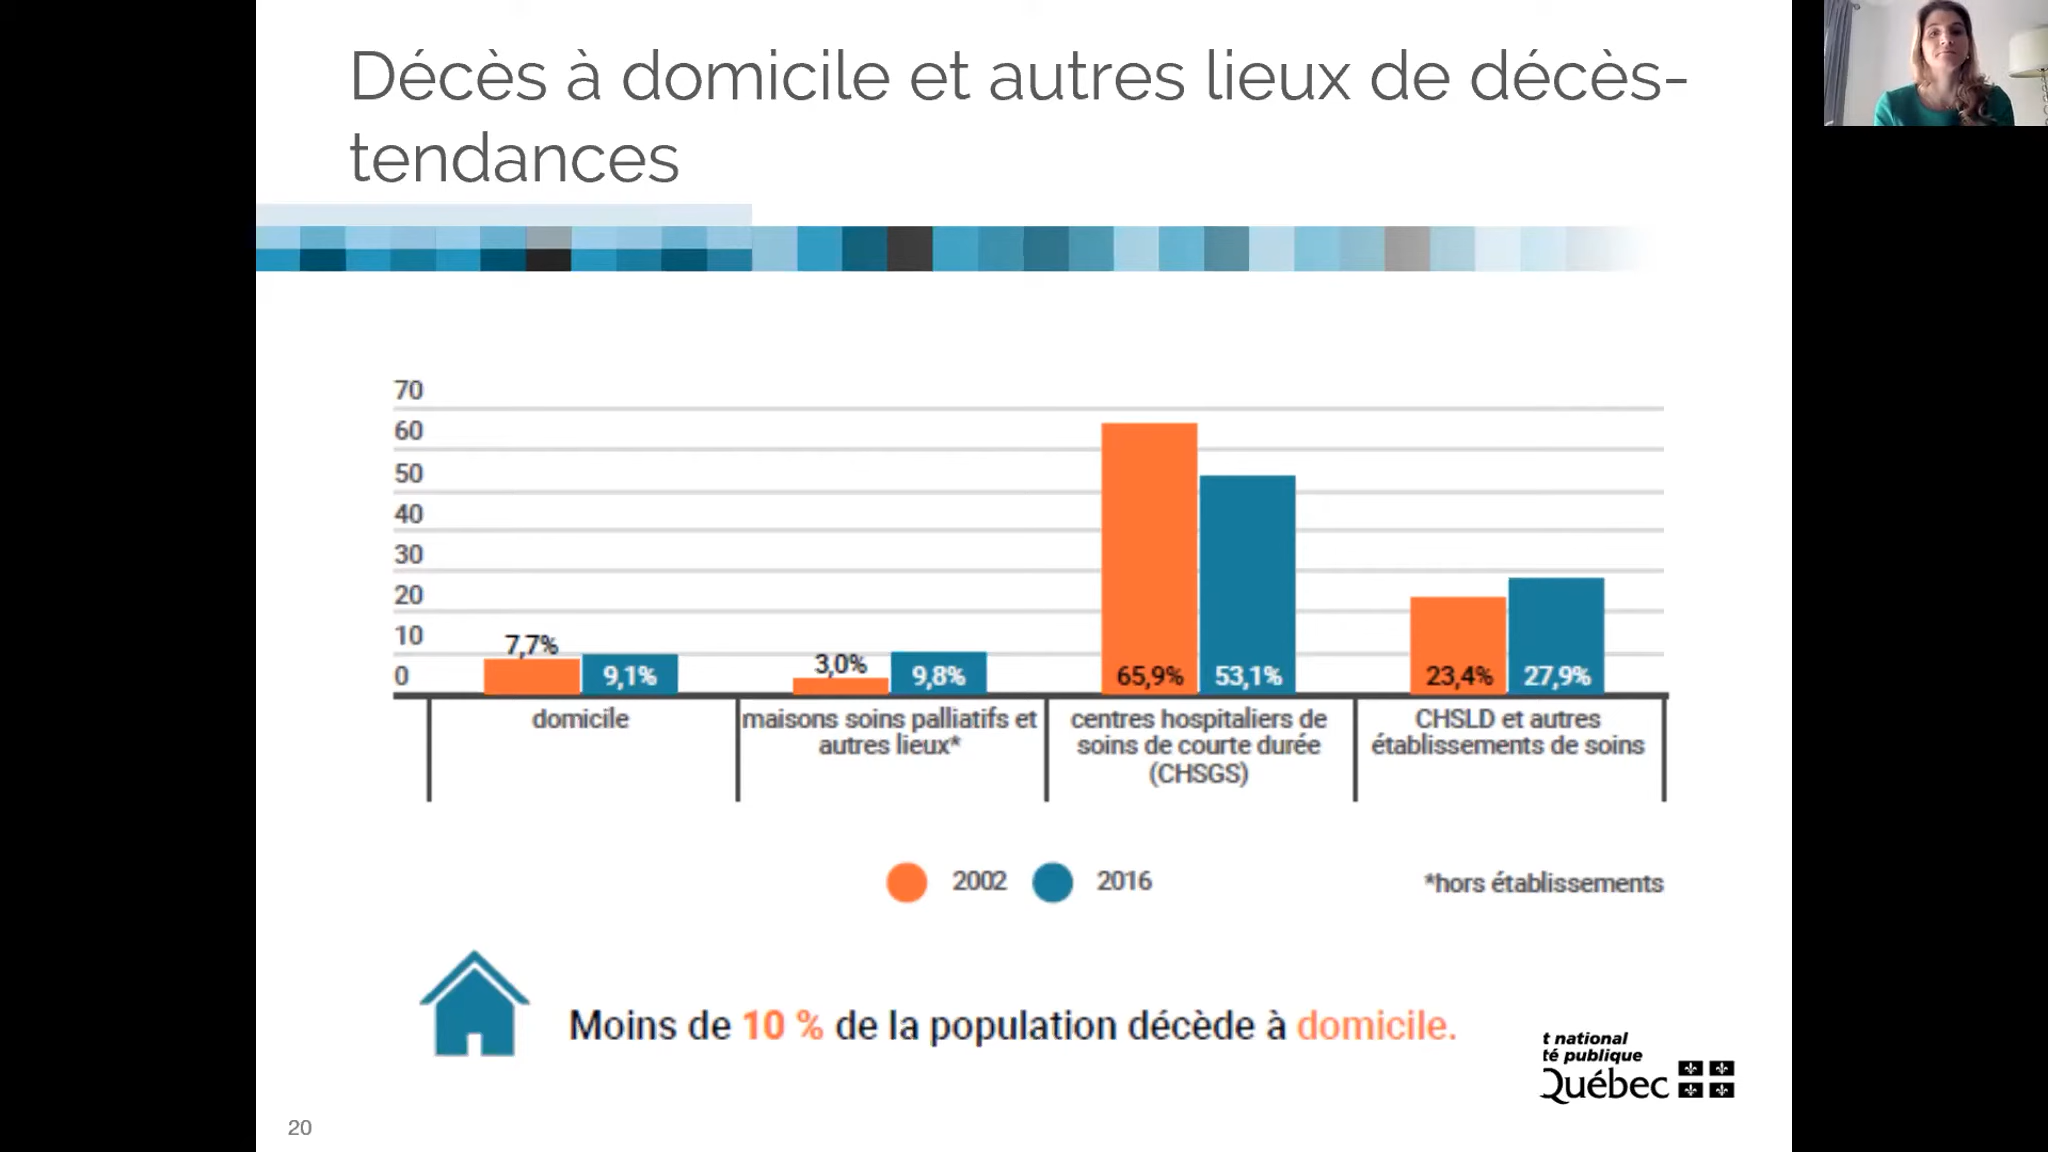 Décès à domicile et autres lieux de décès-
tendances
70
60
50
40
30
20
10
0
7,7%
9,1%
3,0%
9,8%
65,9%
53,1%
23,4%
27,9%
domicile
maisons soins palliatifs et
autres lieux*
centres hospitaliers de
soins de courte durée
(CHSGS)
CHSLD et autres
établissements de soins
2002
2016
*hors établissements
Moins de 10 % de la population décède à domicile.
t national
té publique
Québec
20